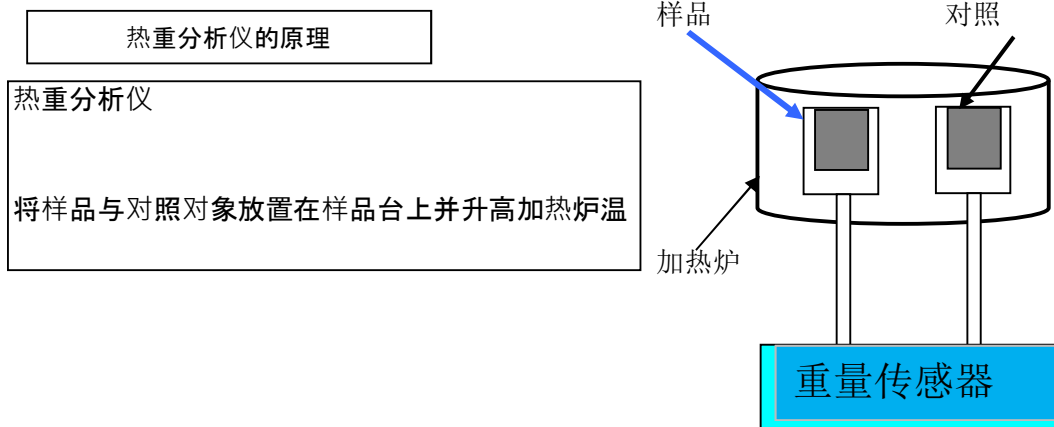 热重分析仪的原理
热重分析仪
将样品与对照对象放置在样品台上并升高加热炉温
样品
对照
加热炉
重量传感器